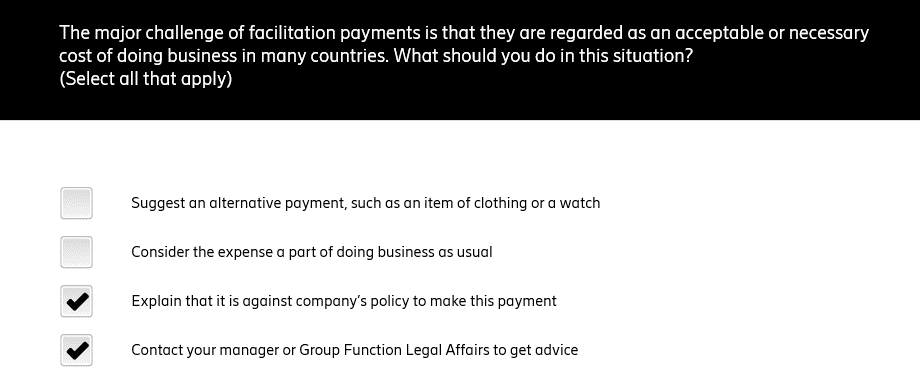 The major challenge of facilitation payments is that they are regarded as an acceptable or necessary
cost of doing business in many countries. What should you do in this situation?
(Select all that apply)
Suggest an alternative payment, such as an item of clothing or a watch
Consider the expense a part of doing business as usual
Explain that it is against company's policy to make this payment
Contact your manager or Group Function Legal Affairs to get advice